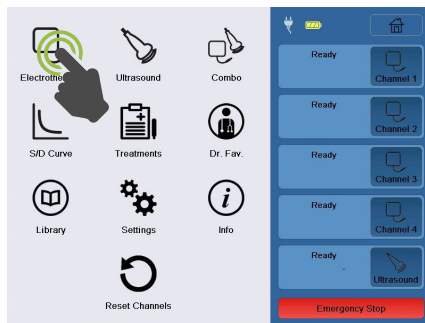 Ready
Channel 1
Ultrasound
Combo
Ready
Channel 2
S/D Curve
Treatments
Dr. Fav.
Ready
Channel 3
Library
Settings
Info
Ready
Channel 4
Ready
Ultrasound
Reset Channels
Emergency Stop